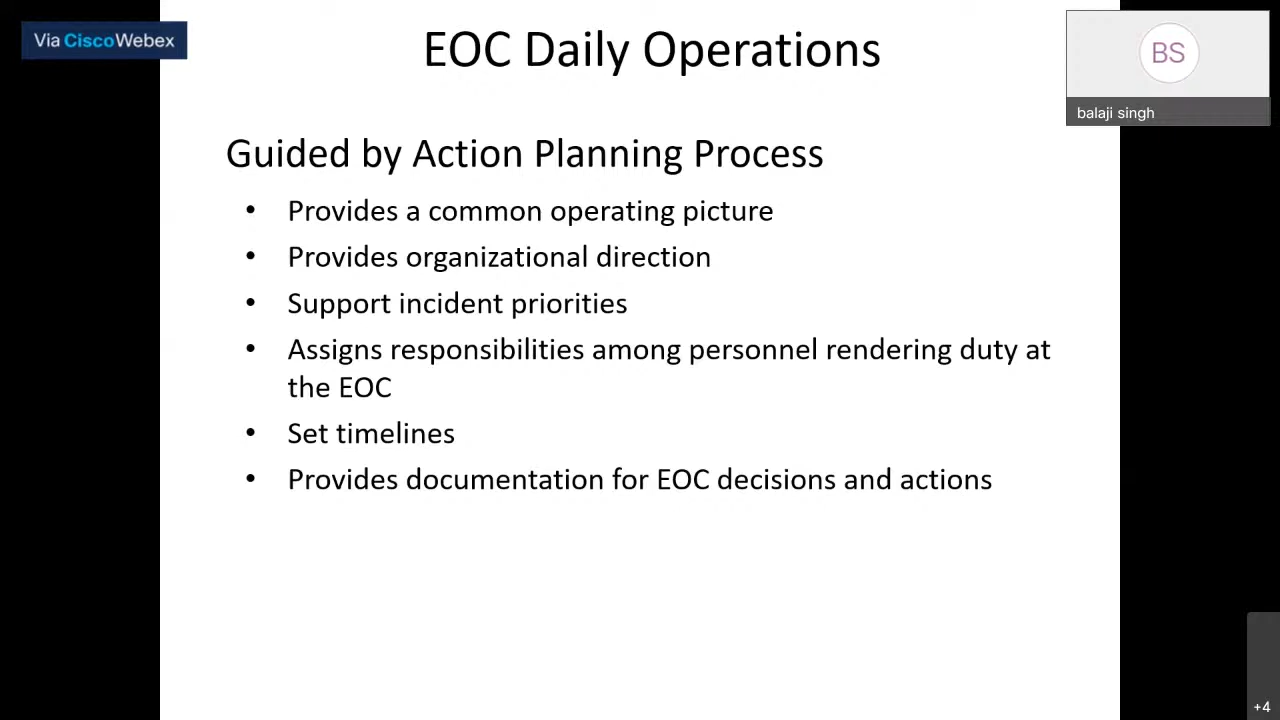 Via CiscoWebex
EOC Daily Operations
BS
balaji singh
Guided by Action Planning Process
• Provides a common operating picture
• Provides organizational direction
• Support incident priorities
• Assigns responsibilities among personnel rendering duty at
the EOC
• Set timelines
• Provides documentation for EOC decisions and actions
+4